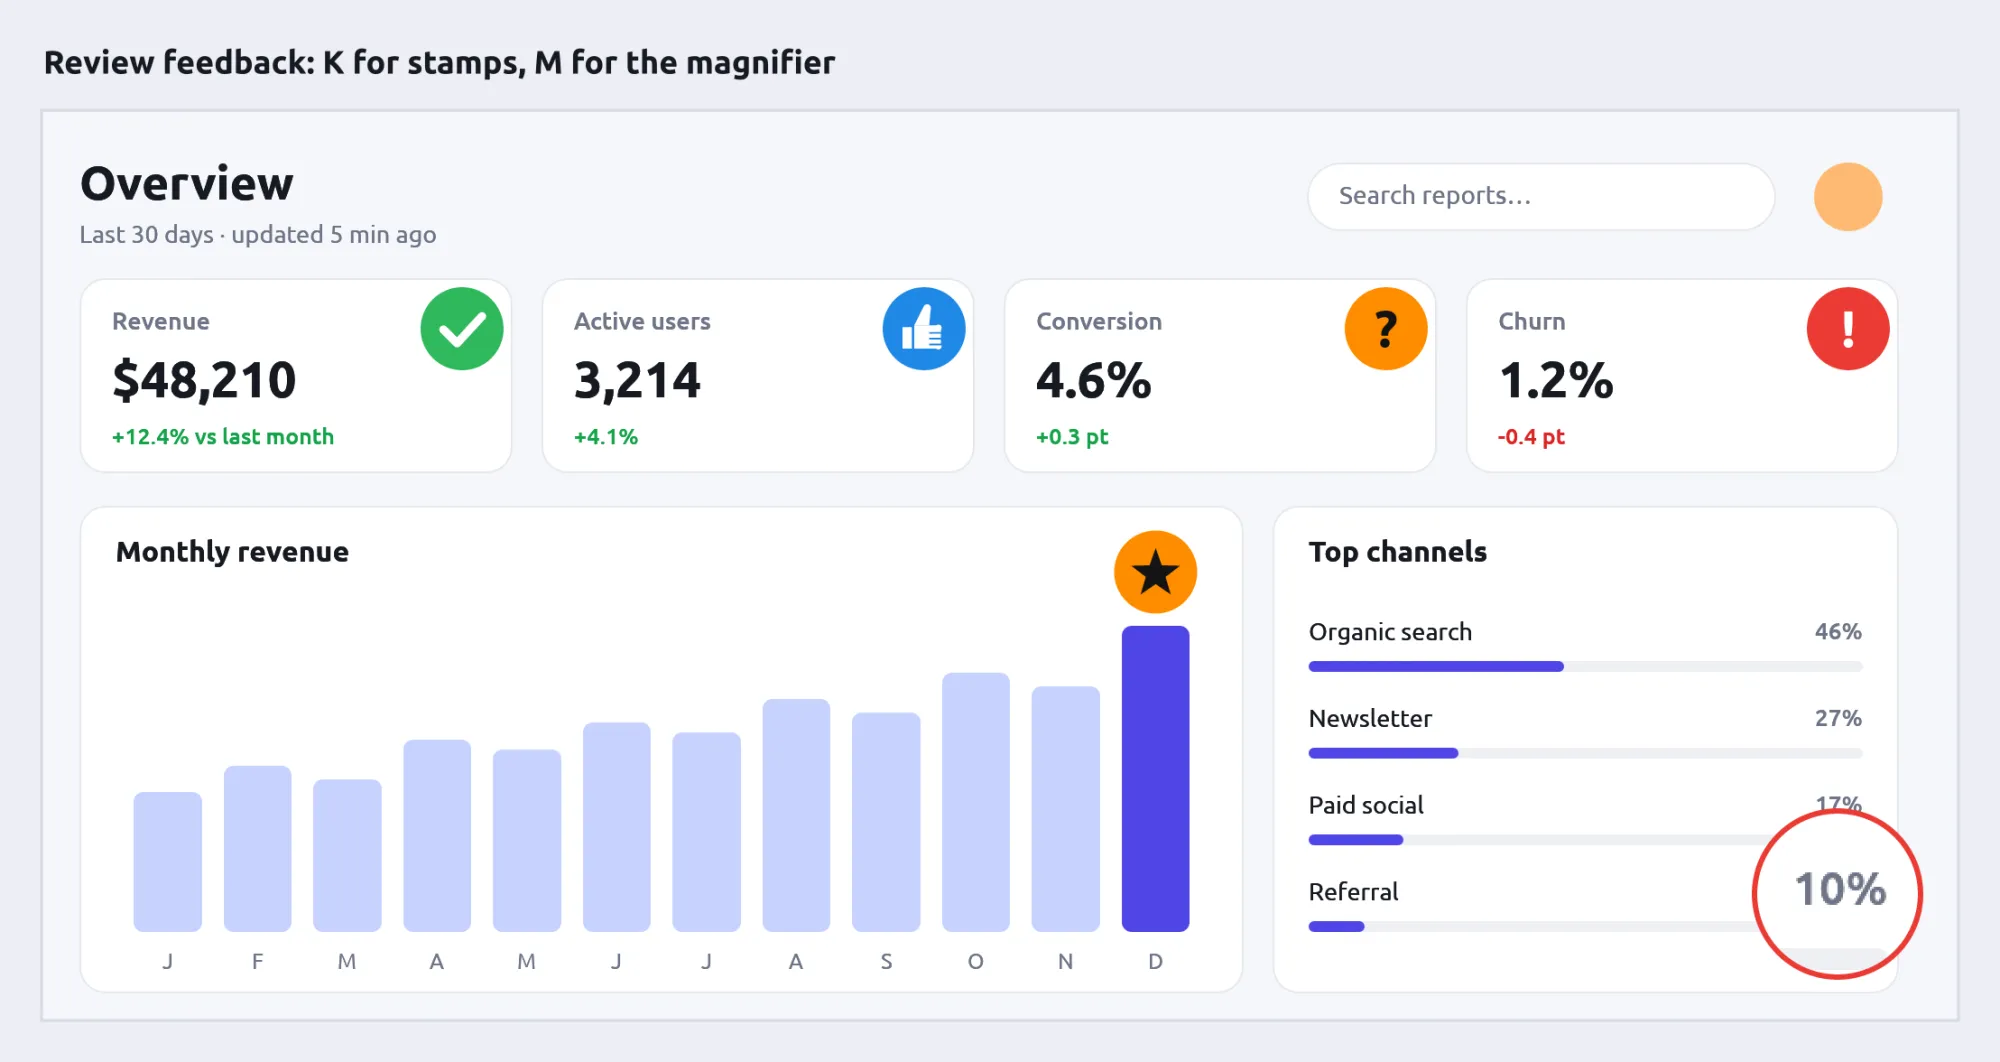 Review feedback: K for stamps, M for the magnifier
Overview
Last 30 days · updated 5 min ago
Search reports…
Revenue
$48,210
+12.4% vs last month
Active users
3,214
+4.1%
Conversion
4.6%
+0.3 pt
?
Churn
1.2%
-0.4 pt
!
Monthly revenue
J F M A M J J A S O N D
Top channels
Organic search 46%
Newsletter 27%
Paid social 17%
Referral 10%